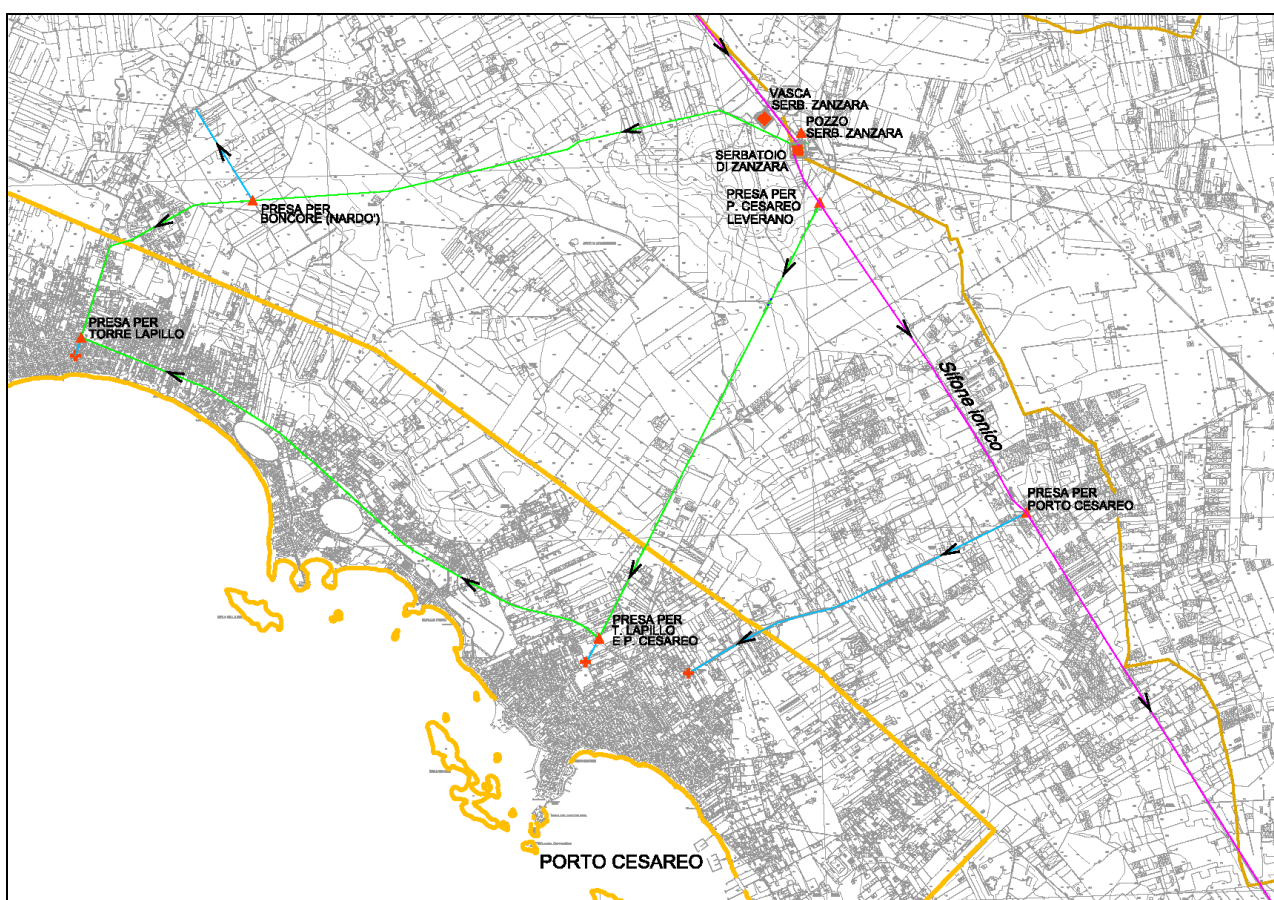 VASCA
SERB. ZANZARA
POZZO
SERB. ZANZARA
SERBATOIO
DI ZANZARA
PRESA PER
P. CESAREO
LEVERANO
PRESA PER
BONCORE (NARDO')
PRESA PER
TORRE LAPILLO
Sifone ionico
PRESA PER
PORTO CESAREO
PRESA PER
T. LAPILLO
E P. CESAREO
PORTO CESAREO